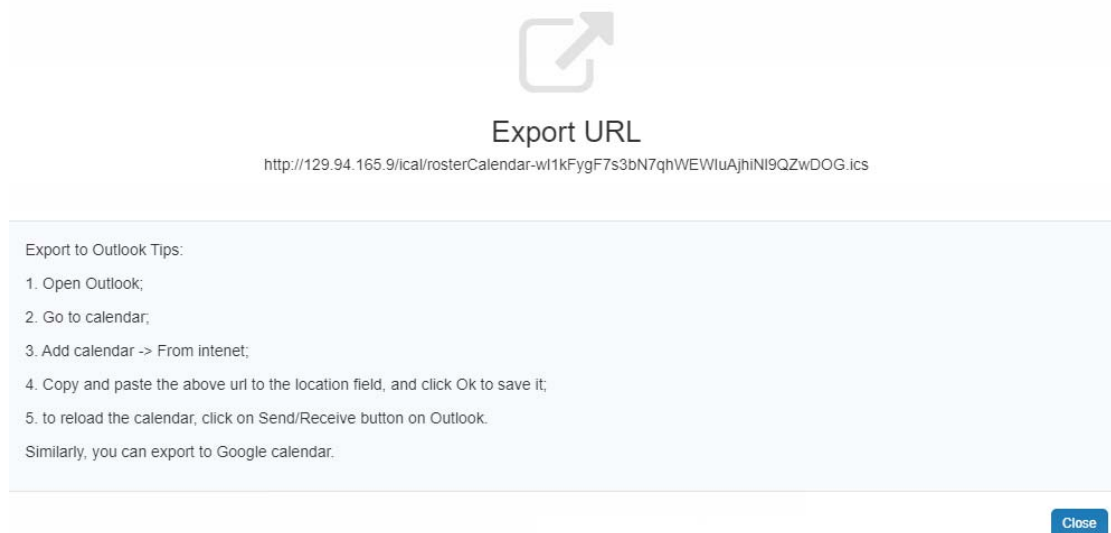 Export URL
http://129.94.165.9/ical/rosterCalendar-wI1kFygF7s3bN7qhWEWIuAjhiNI9QZwDOG.ics
Export to Outlook Tips:
1. Open Outlook;
2. Go to calendar;
3. Add calendar -> From intenet;
4. Copy and paste the above url to the location field, and click Ok to save it;
5. to reload the calendar, click on Send/Receive button on Outlook.
Similarly, you can export to Google calendar.
Close